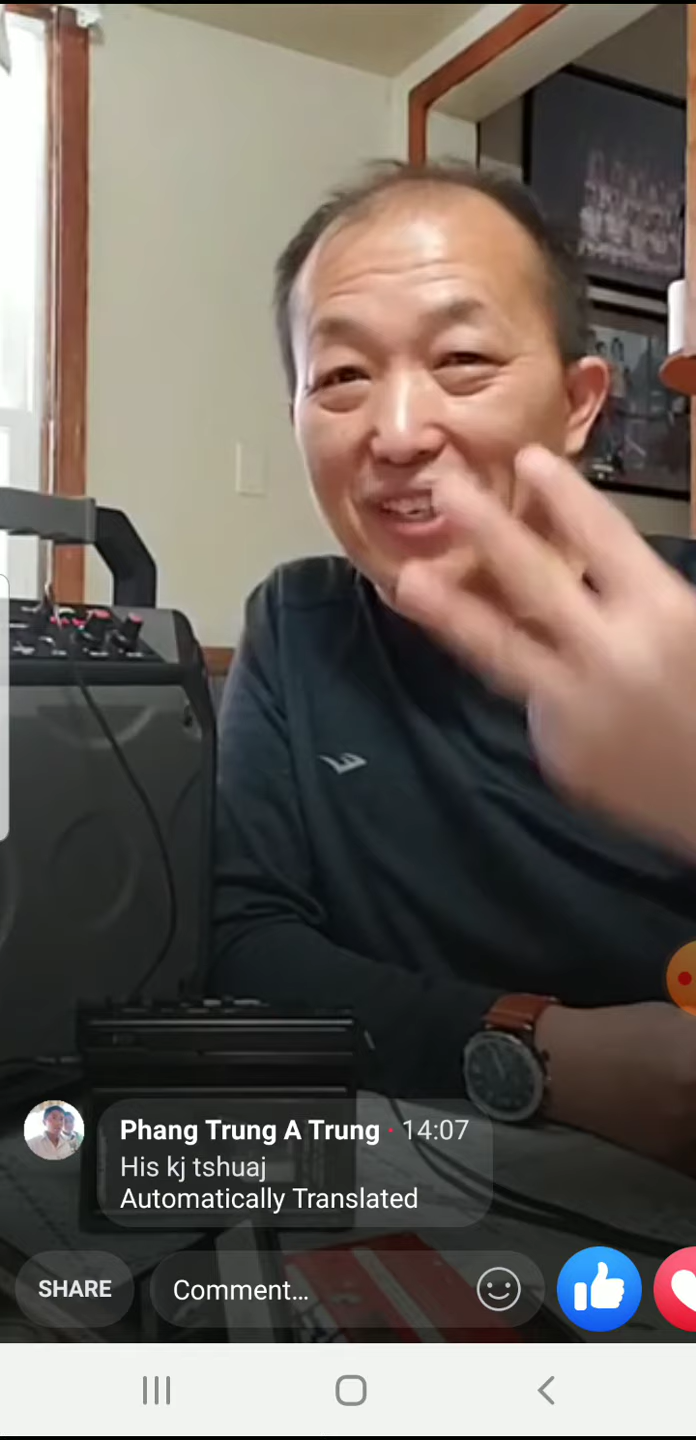 Phang Trung A Trung · 14:07
His kj tshuaj
Automatically Translated
SHARE
Comment...